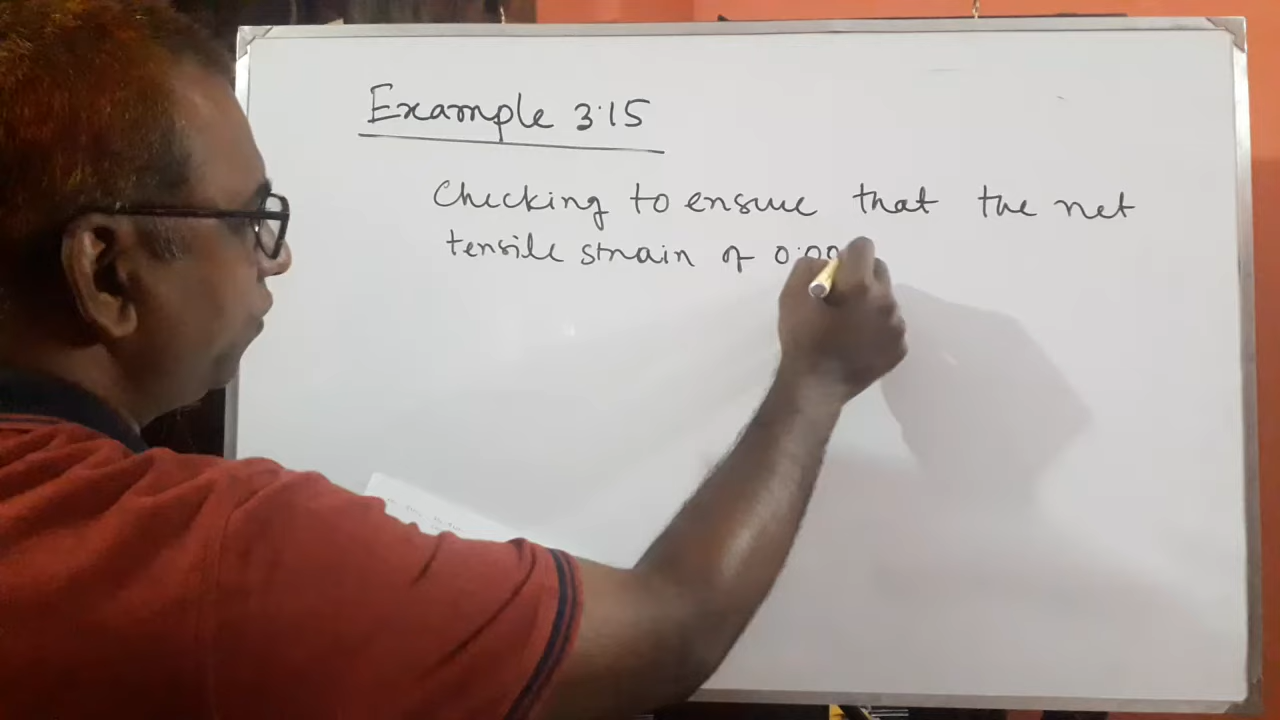 Example 3.15
Checking to ensure that the net
tensile strain of 0.00